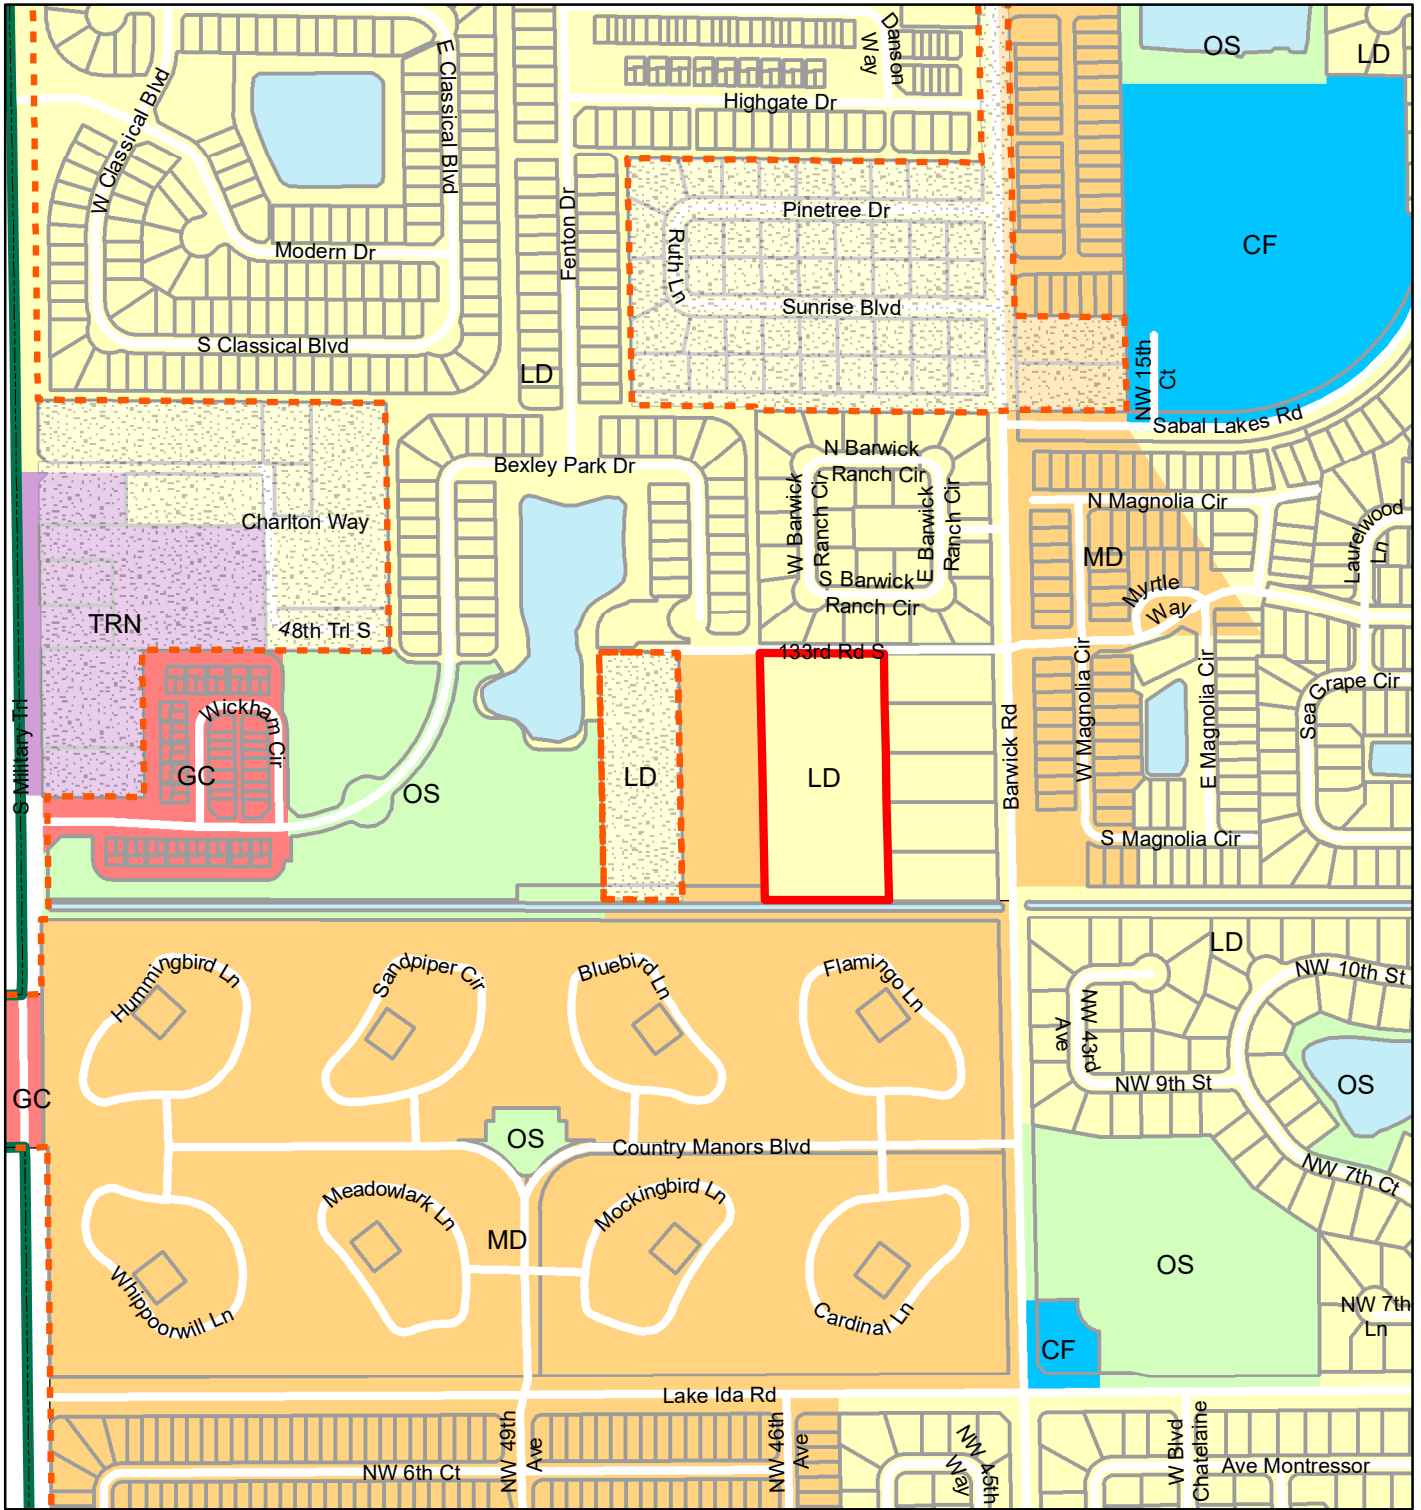 Danson
Way
OS
LD
E Classical Blvd
W Classical Blvd
Highgate Dr
Fenton Dr
Pinetree Dr
Ruth Ln
Modern Dr
CF
Sunrise Blvd
S Classical Blvd
LD
NW 15th
Ct
Sabal Lakes Rd
N Barwick
Ranch Cir
Bexley Park Dr
W Barwick
Ranch Cir
E Barwick
Ranch Cir
N Magnolia Cir
Laurelwood
Ln
Charlton Way
MD
S Barwick
Ranch Cir
Myrtle
Way
TRN
48th Trl S
133rd Rd S
W Magnolia Cir
E Magnolia Cir
Sea Grape Cir
S Military Trl
Wickham Cir
GC
OS
LD
LD
Barwick Rd
S Magnolia Cir
LD
Hummingbird Ln
Sandpiper Cir
Bluebird Ln
Flamingo Ln
NW 10th St
NW 43rd
Ave
NW 9th St
OS
GC
OS
Country Manors Blvd
NW 7th Ct
Meadowlark Ln
Mockingbird Ln
MD
OS
Whippoorwill Ln
Cardinal Ln
NW 7th
Ln
CF
Lake Ida Rd
NW 49th
Ave
NW 46th
Ave
NW 45th
Way
W Blvd
Chatelaine
NW 6th Ct
Ave Montressor